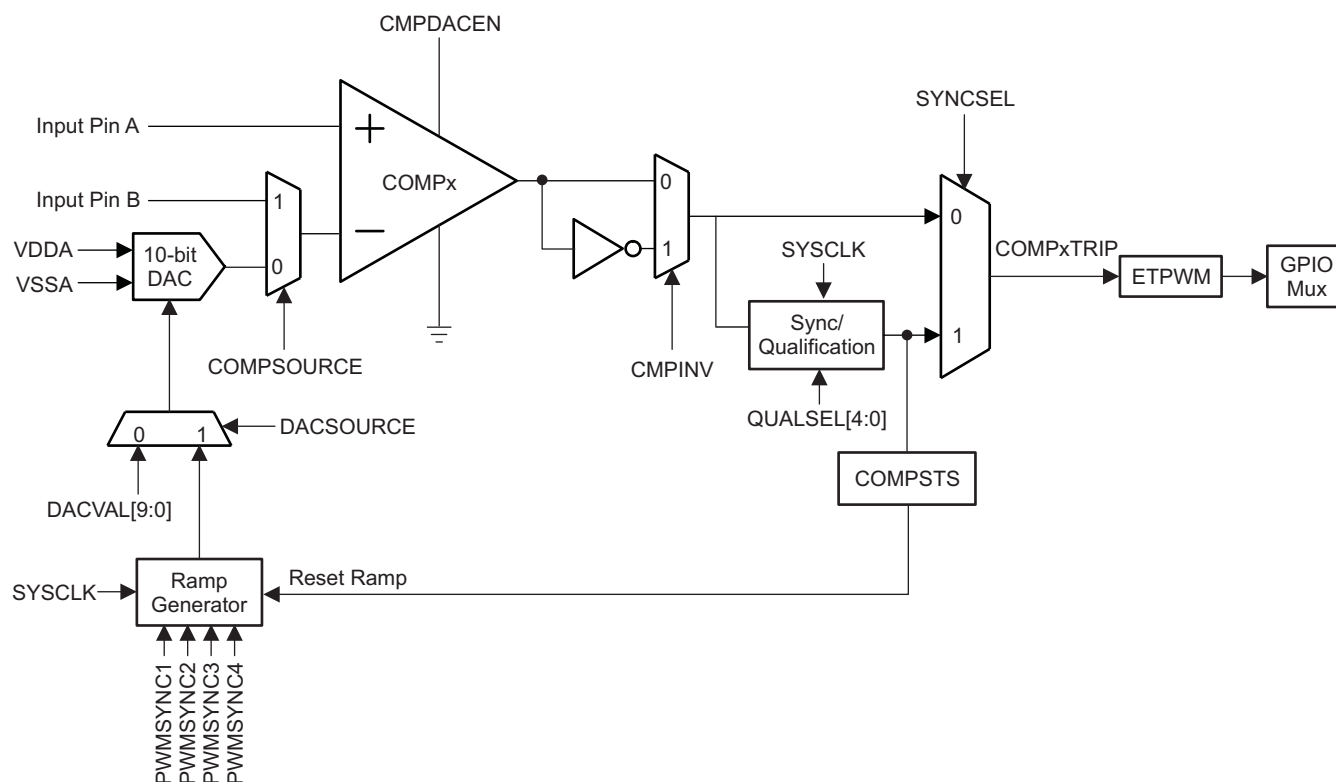 CMPDACEN
SYNCSEL
Input Pin A
+
COMPx
Input Pin B
1
0
0
VDDA
10-bit
DAC
0
−
1
SYSCLK
COMPxTRIP
ETPWM
GPIO
Mux
VSSA
Sync/
Qualification
1
COMPSOURCE
CMPINV
QUALSEL[4:0]
0
1
DACSOURCE
COMPSTS
DACVAL[9:0]
SYSCLK
Ramp
Generator
Reset Ramp
PWMSYNC1
PWMSYNC2
PWMSYNC3
PWMSYNC4